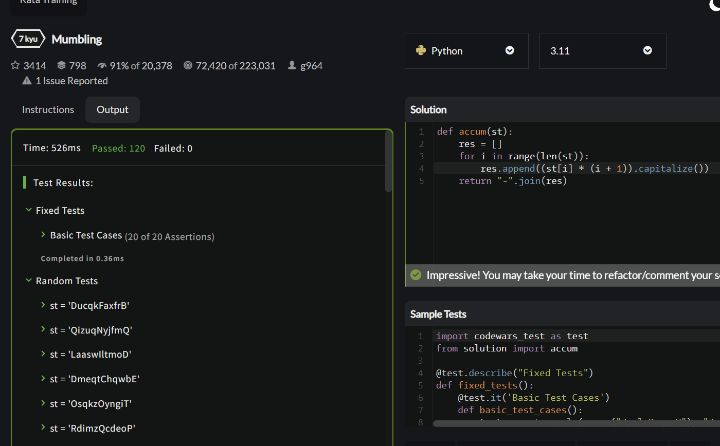 Kata Training
7 kyu Mumbling
3414 798 91% of 20,378 72,420 of 223,031 g964
1 Issue Reported
Instructions Output
Time: 526ms Passed: 120 Failed: 0
Test Results:
Fixed Tests
Basic Test Cases (20 of 20 Assertions)
Completed in 0.36ms
Random Tests
st = 'DucqkFaxfrB'
st = 'QizuqNyjfmQ'
st = 'LaaswIltmoD'
st = 'DmeqtChqwbE'
st = 'OsqkzOyngiT'
st = 'RdimzQcdeoP'
Python 3.11
Solution
1 def accum(st):
2 res = []
3 for i in range(len(st)):
4 res.append((st[i] * (i + 1)).capitalize())
5 return "-".join(res)
Impressive! You may take your time to refactor/comment your
Sample Tests
1 import codewars_test as test
2 from solution import accum
3
4 @test.describe("Fixed Tests")
5 def fixed_tests():
6 @test.it('Basic Test Cases')
7 def basic_test_cases():
8